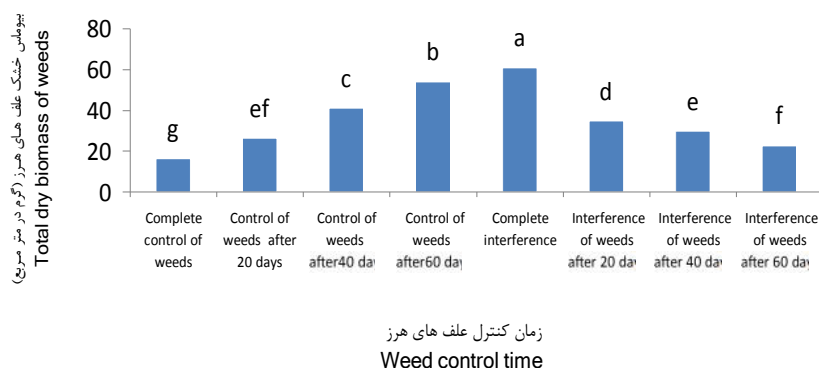 بیوماس خشک علف های هرز (گرم در متر مربع)
Total dry biomass of weeds
80
60
40
20
0
g
ef
c
b
a
d
e
f
Complete
control of
weeds
Control of
weeds after
20 days
Control of
weeds
after40 day
Control of
weeds
after60 day
Complete
interference
Interference
of weeds
after 20 day
Interference
of weeds
after 40 day
Interference
of weeds
after 60 day
زمان کنترل علف های هرز
Weed control time